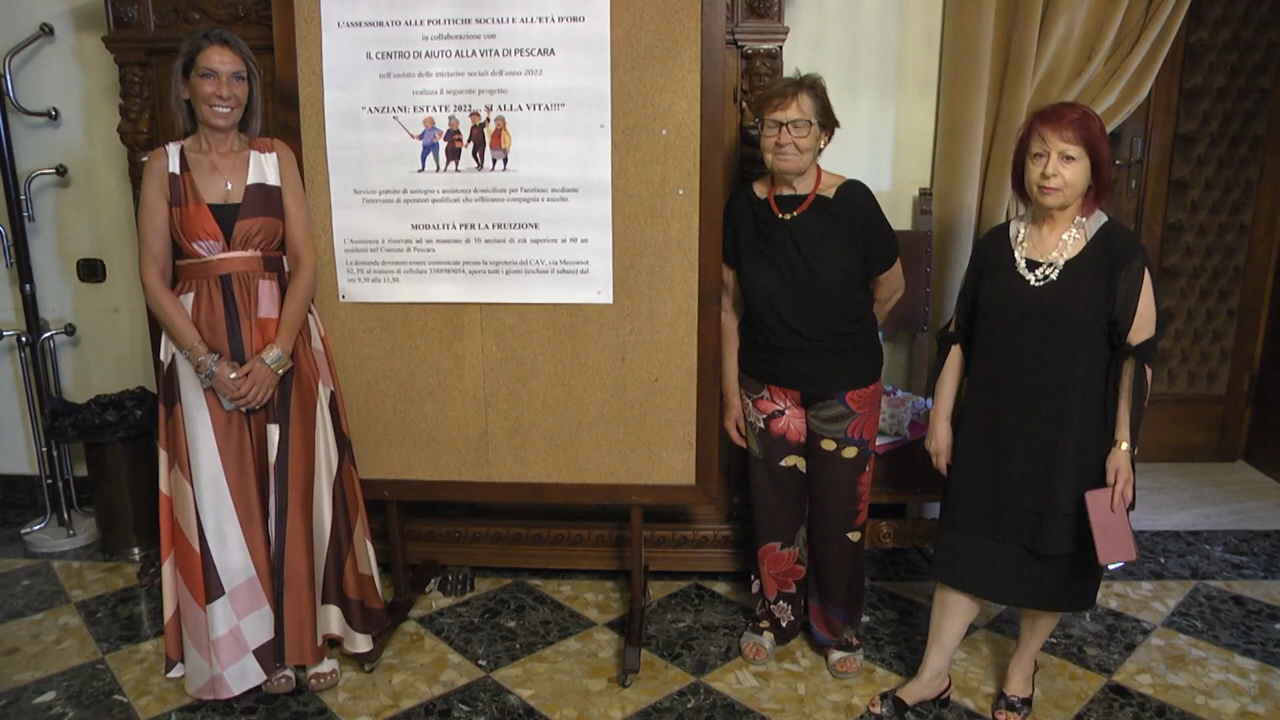 L'ASSESSORATO ALLE POLITICHE SOCIALI E ALL'ETÀ D'ORO
in collaborazione con
IL CENTRO DI AIUTO ALLA VITA DI PESCARA
nell'ambito delle iniziative sociali dell'anno 2022
realizza il seguente progetto:
"ANZIANI: ESTATE 2022... SI ALLA VITA!!!"
Servizio gratuito di sostegno e assistenza domiciliare per l'anziano: mediante
l'intervento di operatori qualificati che offriranno compagnia e ascolto.
MODALITÀ PER LA FRUIZIONE
L'Assistenza è riservata ad un massimo di 10 anziani di età superiore ai 60 an
residenti nel Comune di Pescara.
Le domande dovranno essere comunicate presso la segreteria del CAV, via Mezzanot
92, PE al numero di cellulare 3388989054, aperta tutti i giorni (escluso il sabato) dal
ore 9,30 alle 11,30.